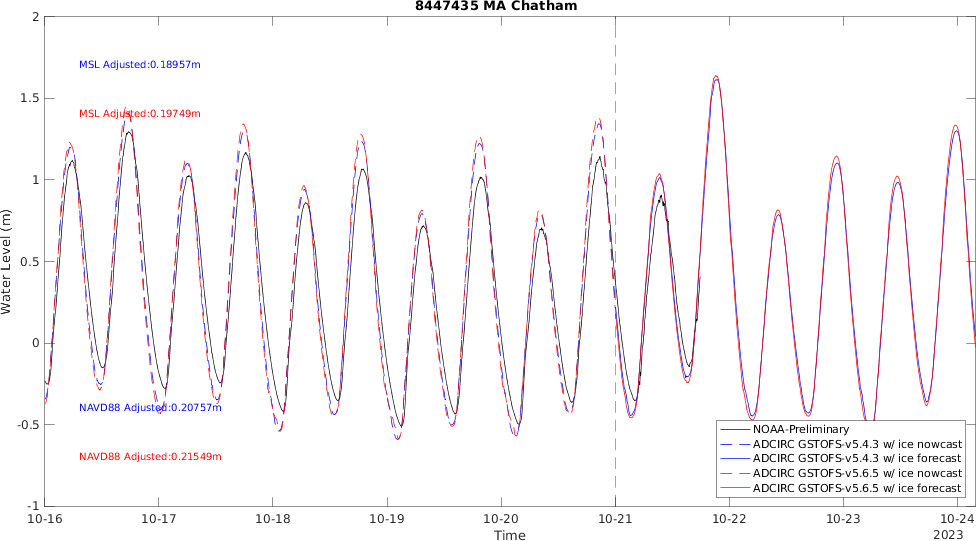 8447435 MA Chatham
2
1.5
1
0.5
0
-0.5
-1
Water Level (m)
MSL Adjusted:0.18957m
MSL Adjusted:0.19749m
NAVD88 Adjusted:0.20757m
NAVD88 Adjusted:0.21549m
NOAA-Preliminary
ADCIRC GSTOFS-v5.4.3 w/ ice nowcast
ADCIRC GSTOFS-v5.4.3 w/ ice forecast
ADCIRC GSTOFS-v5.6.5 w/ ice nowcast
ADCIRC GSTOFS-v5.6.5 w/ ice forecast
10-16 10-17 10-18 10-19 10-20 10-21 10-22 10-23 10-24
Time
2023